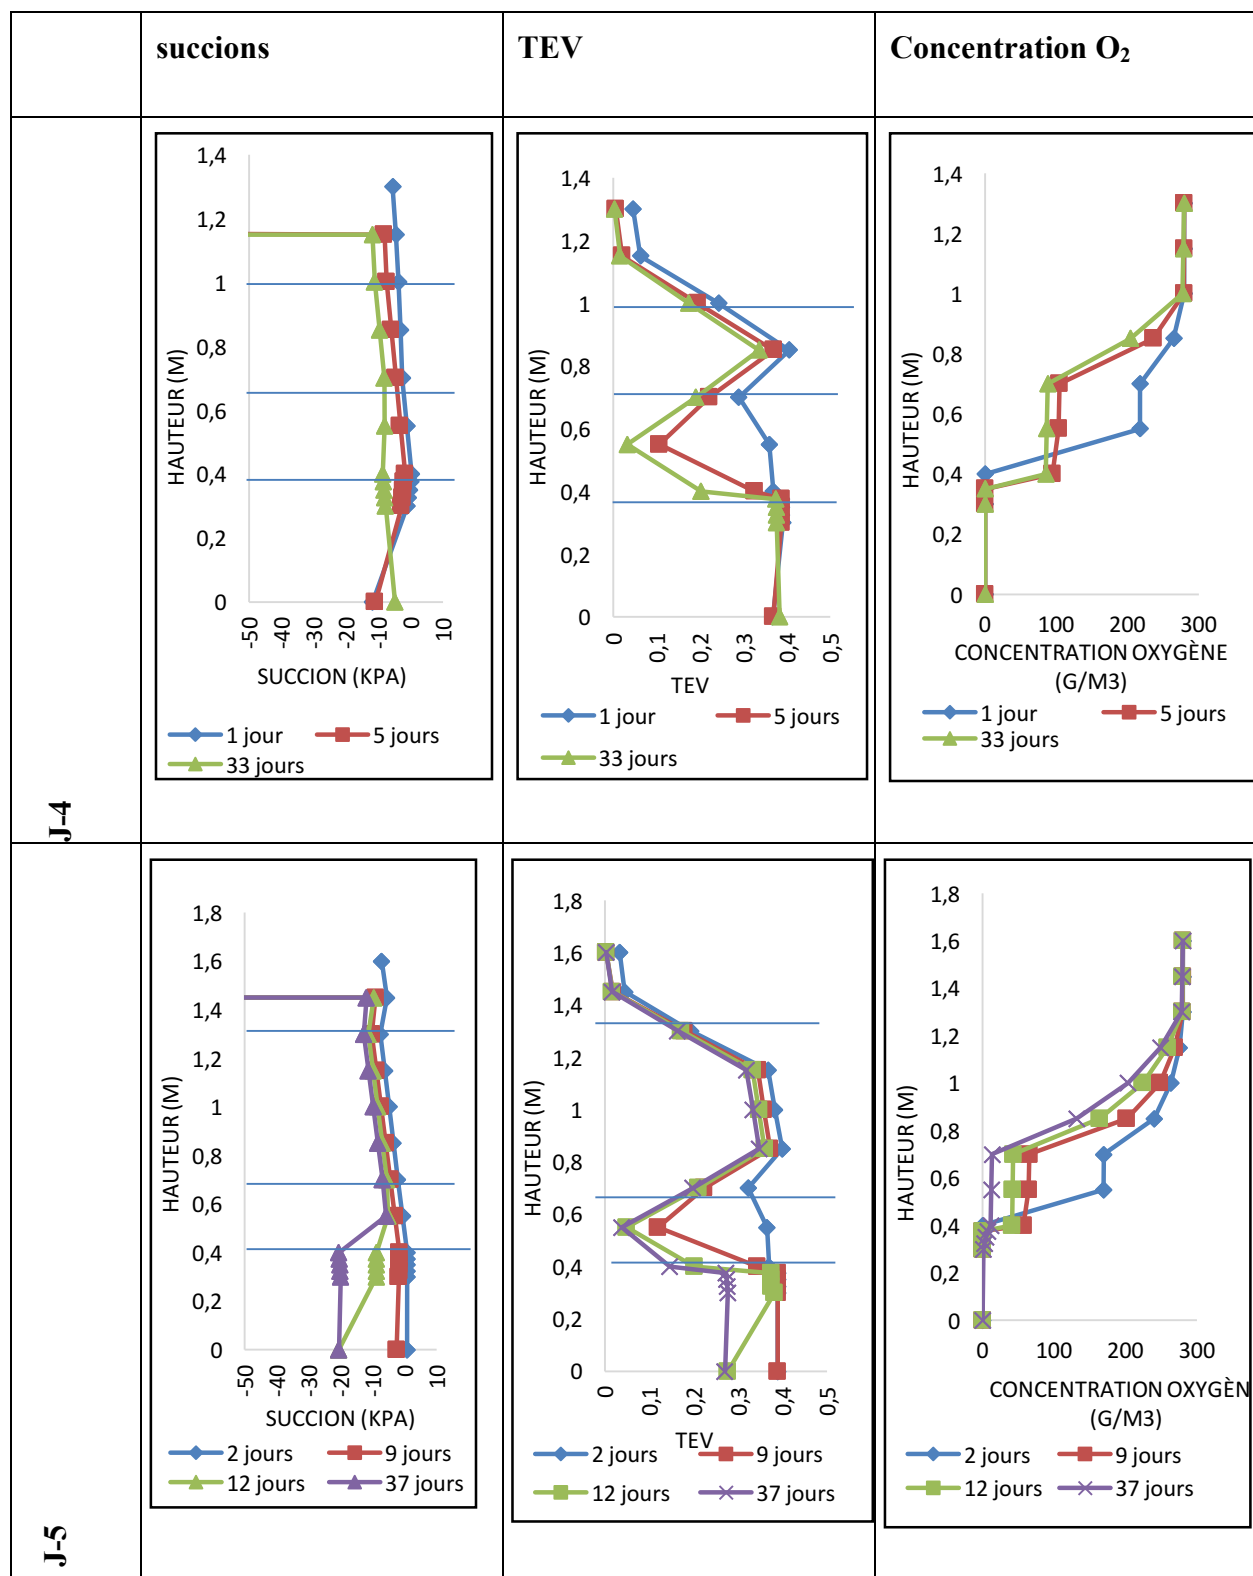 succions
TEV
Concentration O₂
J-4
1,4
1,2
1
0,8
0,6
0,4
0,2
0
HAUTEUR (M)
-50
-40
-30
-20
-10
0
10
SUCCION (KPA)
1 jour
5 jours
33 jours
1,4
1,2
1
0,8
0,6
0,4
0,2
0
HAUTEUR (M)
0
0,1
0,2
0,3
0,4
0,5
TEV
1 jour
5 jours
33 jours
1,4
1,2
1
0,8
0,6
0,4
0,2
0
HAUTEUR (M)
0 100 200 300
CONCENTRATION OXYGÈNE
(G/M3)
1 jour
5 jours
33 jours
J-5
1,8
1,6
1,4
1,2
1
0,8
0,6
0,4
0,2
0
HAUTEUR (M)
-50
-40
-30
-20
-10
0
10
SUCCION (KPA)
2 jours
9 jours
12 jours
37 jours
1,8
1,6
1,4
1,2
1
0,8
0,6
0,4
0,2
0
HAUTEUR (M)
0
0,1
0,2
0,3
0,4
0,5
TEV
2 jours
9 jours
12 jours
37 jours
1,8
1,6
1,4
1,2
1
0,8
0,6
0,4
0,2
0
HAUTEUR (M)
0 100 200 300
CONCENTRATION OXYGÈN
(G/M3)
2 jours
9 jours
12 jours
37 jours